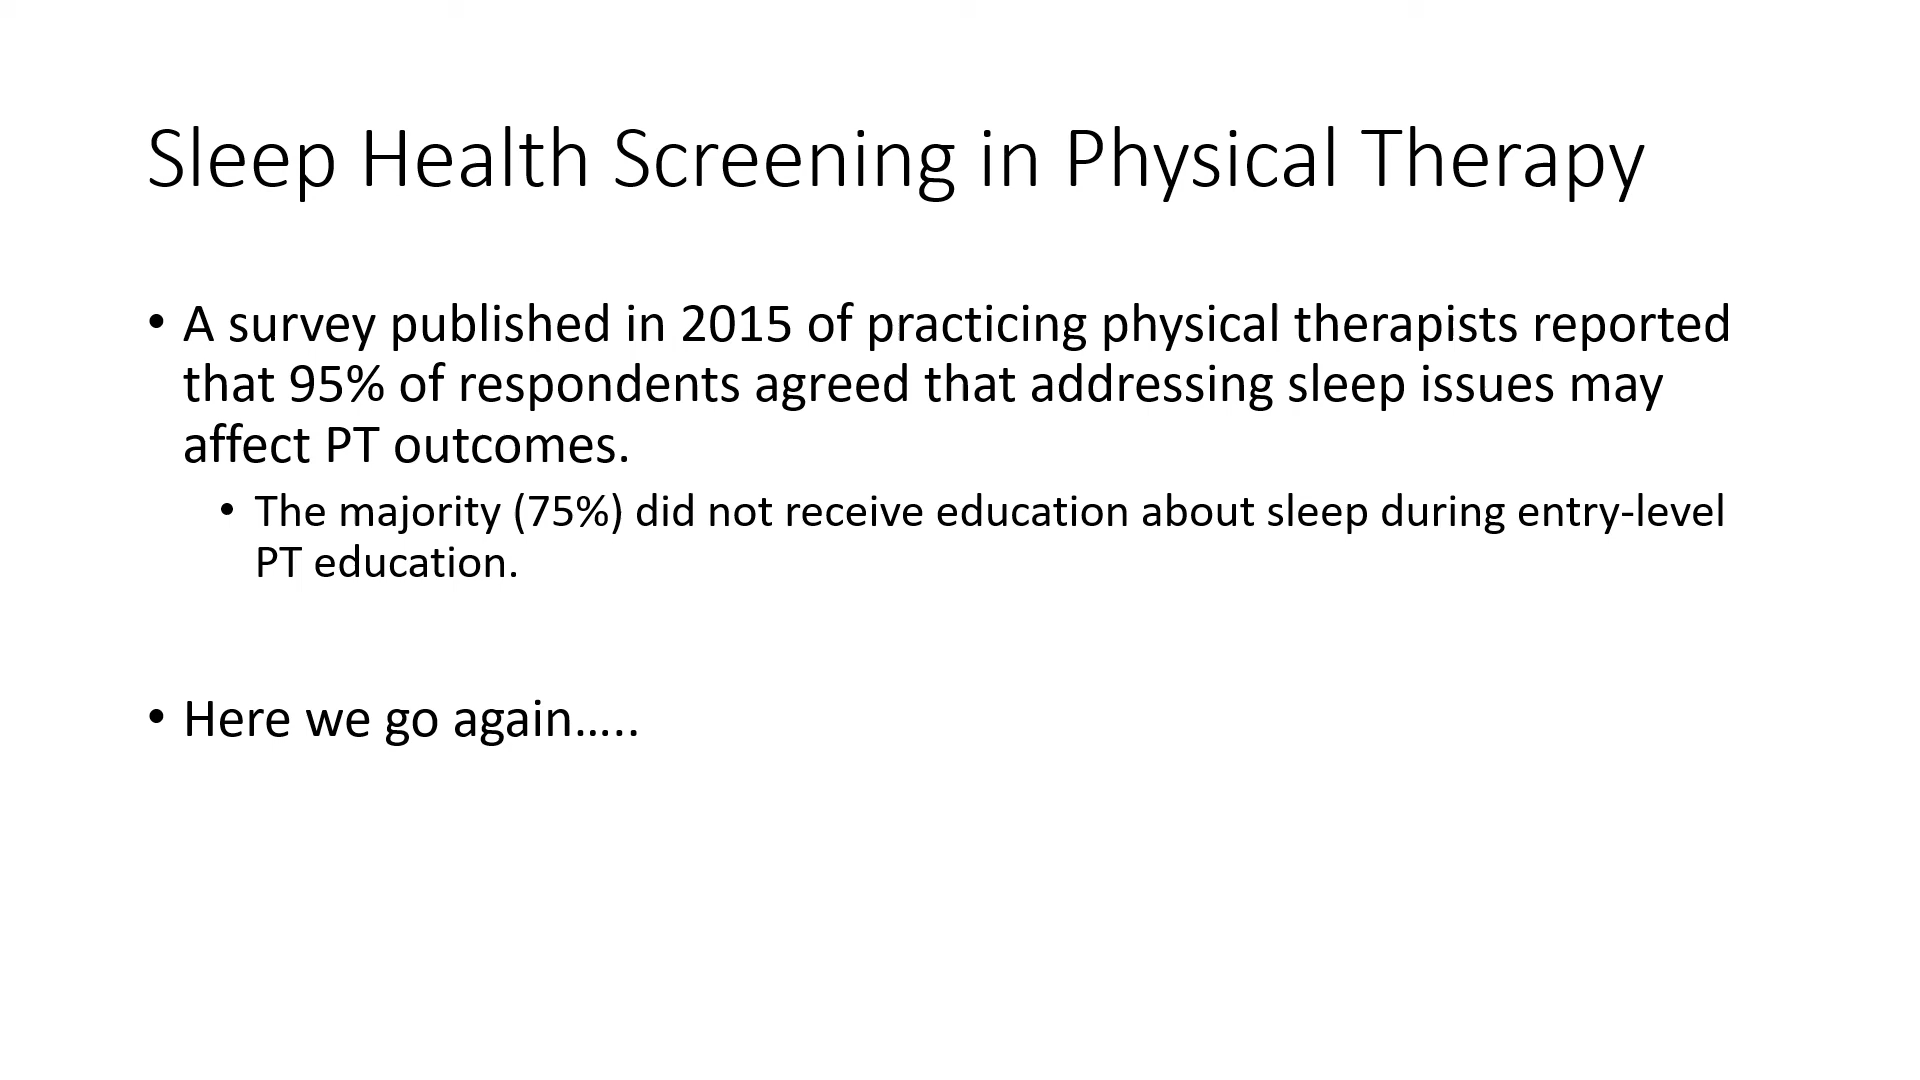 Sleep Health Screening in Physical Therapy
• A survey published in 2015 of practicing physical therapists reported
that 95% of respondents agreed that addressing sleep issues may
affect PT outcomes.
• The majority (75%) did not receive education about sleep during entry-level
PT education.
• Here we go again…..